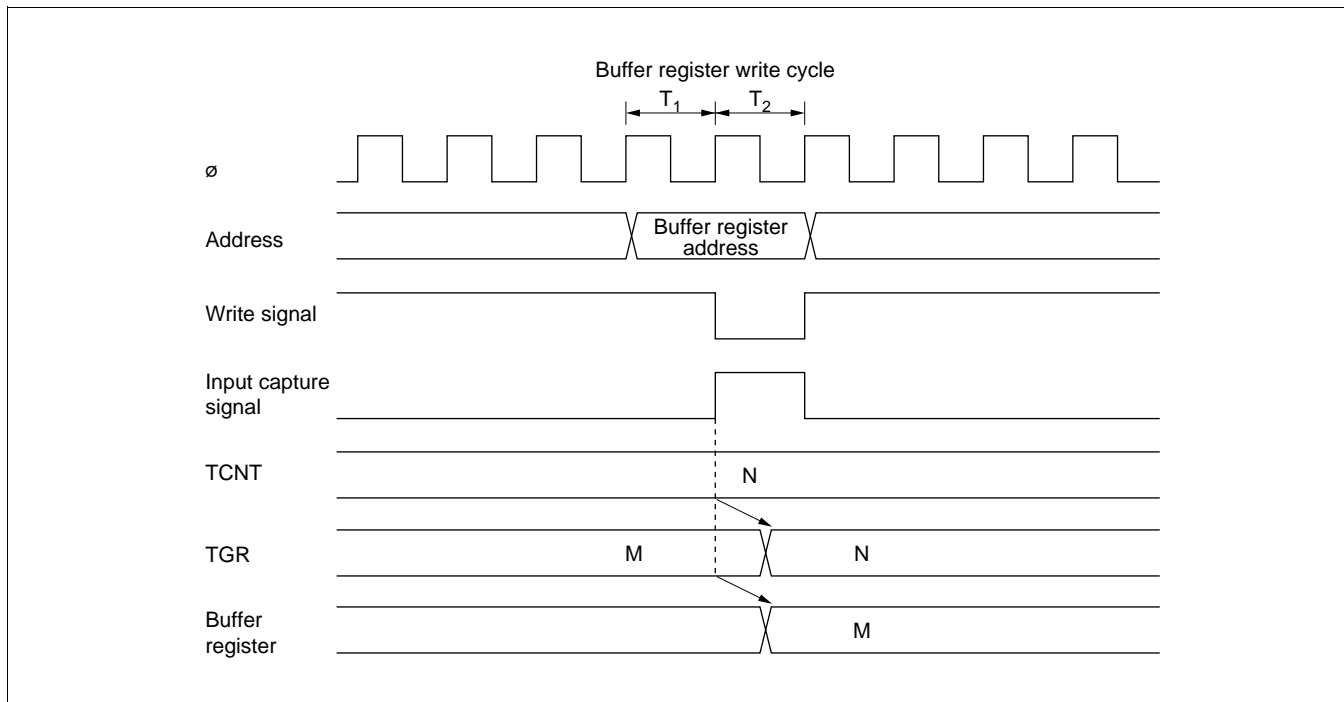 Buffer register write cycle
T1 T2
ø
Address
Buffer register
address
Write signal
Input capture
signal
TCNT
N
TGR
M N
Buffer
register
M